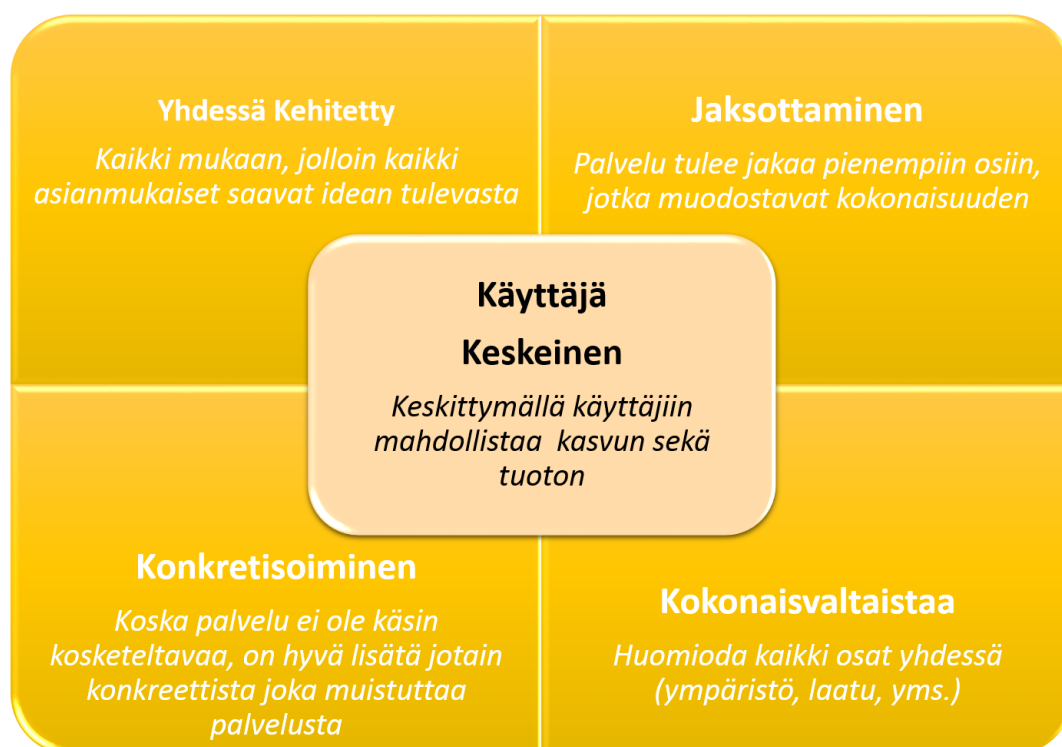 Yhdessä Kehitetty
Kaikki mukaan, jolloin kaikki
asianmukaiset saavat idean tulevasta
Jaksottaminen
Palvelu tulee jakaa pienempiin osiin,
jotka muodostavat kokonaisuuden
Käyttäjä
Keskeinen
Keskittymällä käyttäjiin
mahdollistaa  kasvun sekä
tuoton
Konkretisoiminen
Koska palvelu ei ole käsin
kosketeltavaa, on hyvä lisätä jotain
konkreettista joka muistuttaa
palvelusta
Kokonaisvaltaistaa
Huomioda kaikki osat yhdessä
(ympäristö, laatu, yms.)